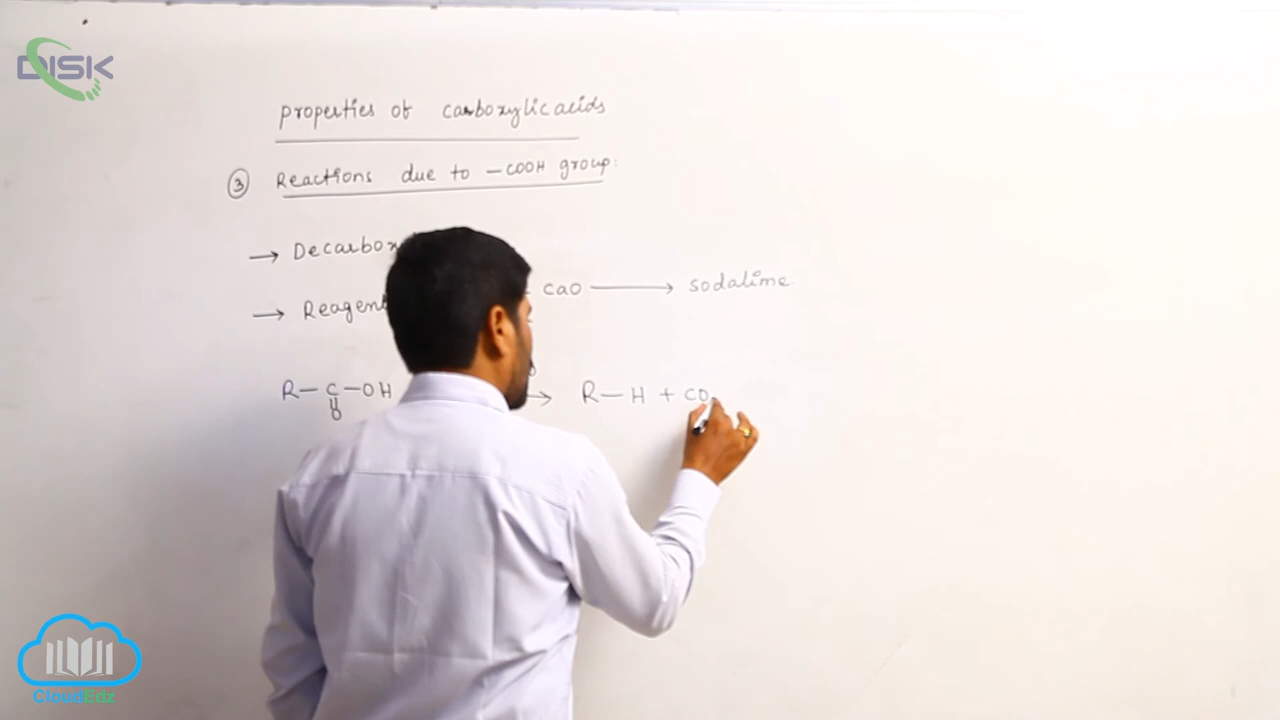 DISK
properties of carboxylic acids
③ Reactions due to —COOH group:
→ Decarbox
→ Reagent CaO ⟶ sodalime
R—C—OH → R—H + CO
O
CloudEdz